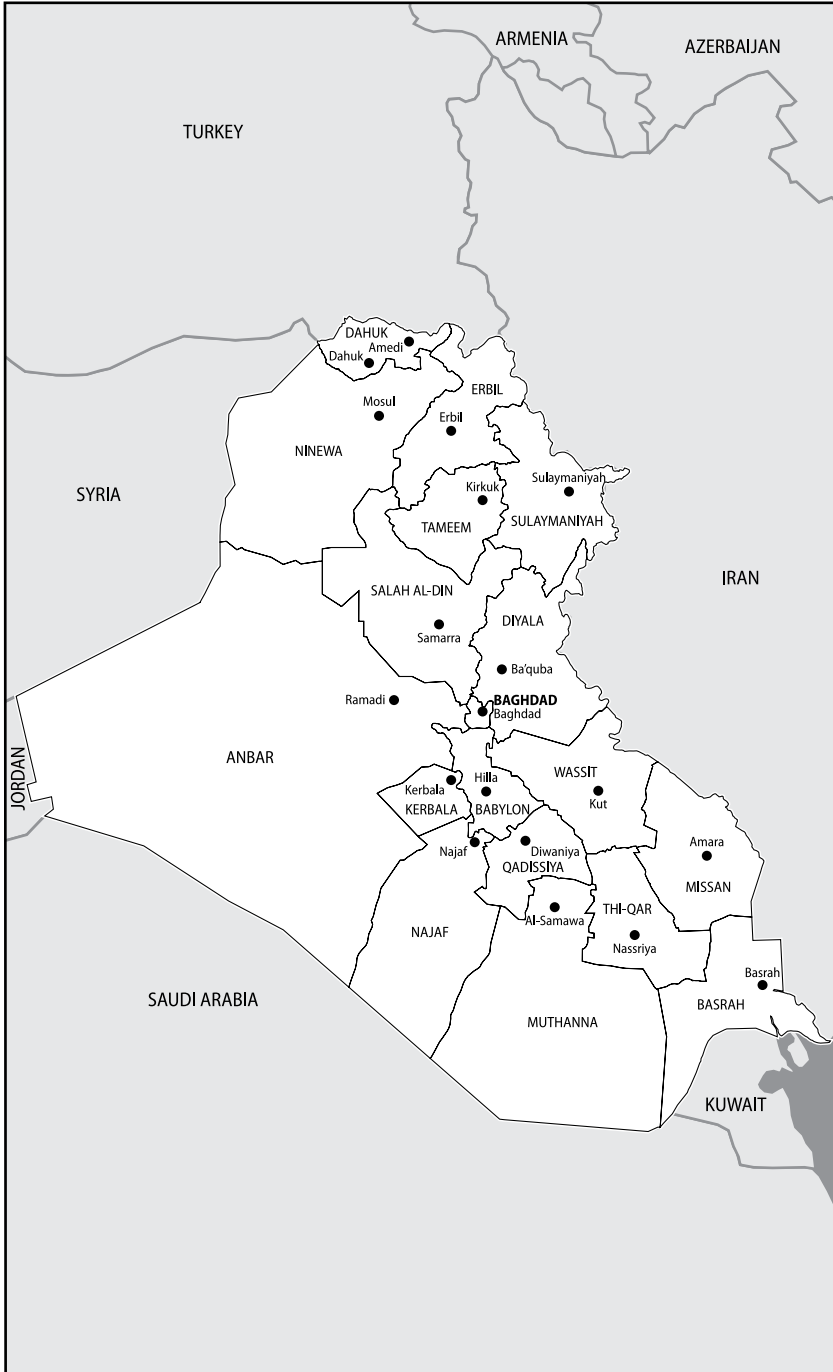 ARMENIA
AZERBAIJAN
TURKEY
DAHUK
Amedi
Dahuk
ERBIL
Mosul
Erbil
NINEWA
Sulaymaniyah
Kirkuk
SYRIA
TAMEEM
SULAYMANIYAH
IRAN
SALAH AL-DIN
DIYALA
Samarra
Ba'quba
Ramadi
BAGHDAD
Baghdad
ANBAR
JORDAN
WASSIT
Hilla
Kerbala
KERBALA
BABYLON
Kut
Najaf
Diwaniya
Amara
QADISSIYA
MISSAN
THI-QAR
Al-Samawa
NAJAF
Nassriya
Basrah
SAUDI ARABIA
BASRAH
MUTHANNA
KUWAIT